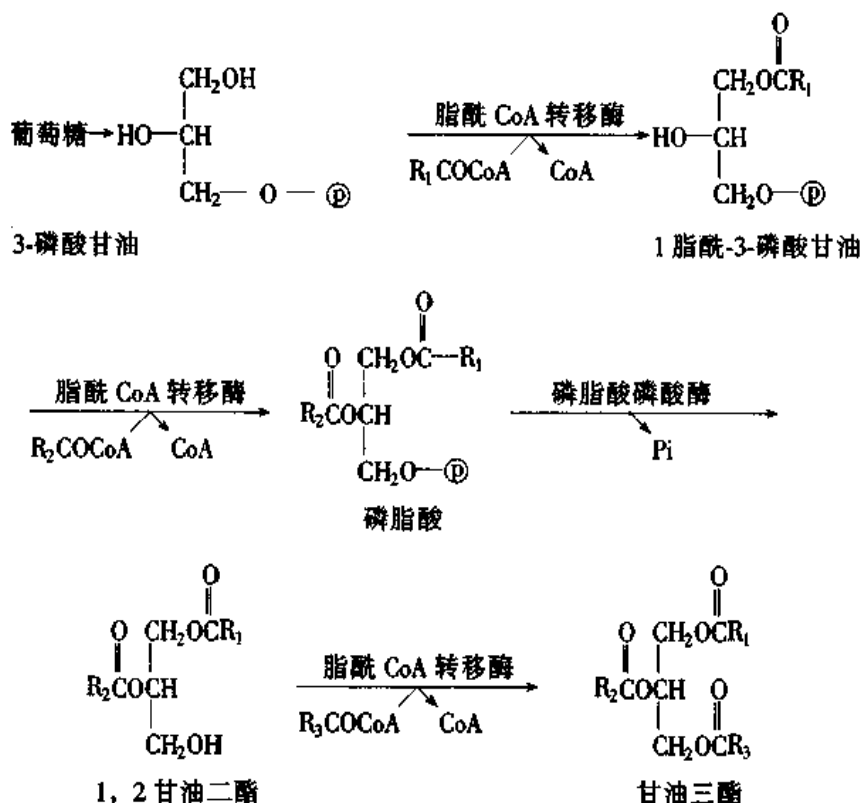 O
CH₂OH
CH₂OCR₁
葡萄糖→HO—CH
脂酰 CoA 转移酶
HO—CH
R₁COCoA CoA
CH₂—O—ⓟ
CH₂O—ⓟ
3-磷酸甘油
1 脂酰-3-磷酸甘油
O
O CH₂OC—R₁
脂酰 CoA 转移酶
磷脂酸磷酸酶
R₂COCH
R₂COCoA CoA
Pi
CH₂O—ⓟ
磷脂酸
O
O
O CH₂OCR₁
脂酰 CoA 转移酶
O CH₂OCR₁
R₂COCH
R₂COCH O
R₃COCoA CoA
CH₂OH
CH₂OCR₃
1，2 甘油二酯
甘油三酯